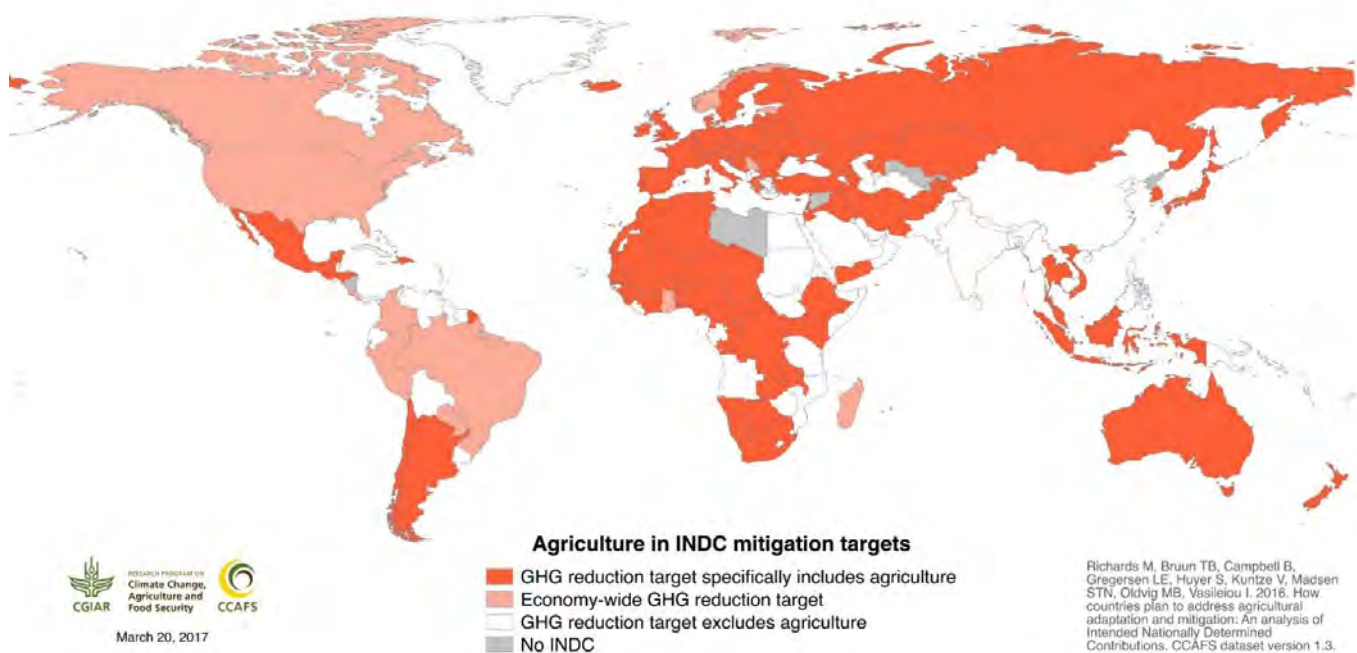 Agriculture in INDC mitigation targets
GHG reduction target specifically includes agriculture
Economy-wide GHG reduction target
GHG reduction target excludes agriculture
No INDC
CGIAR
RESEARCH PROGRAM ON
Climate Change,
Agriculture and
Food Security
CCAFS
March 20, 2017
Richards M, Bruun TB, Campbell B,
Gregersen LE, Huyer S, Kuntze V, Madsen
STN, Oldvig MB, Vasileiou I. 2016. How
countries plan to address agricultural
adaptation and mitigation: An analysis of
Intended Nationally Determined
Contributions. CCAFS dataset version 1.3.